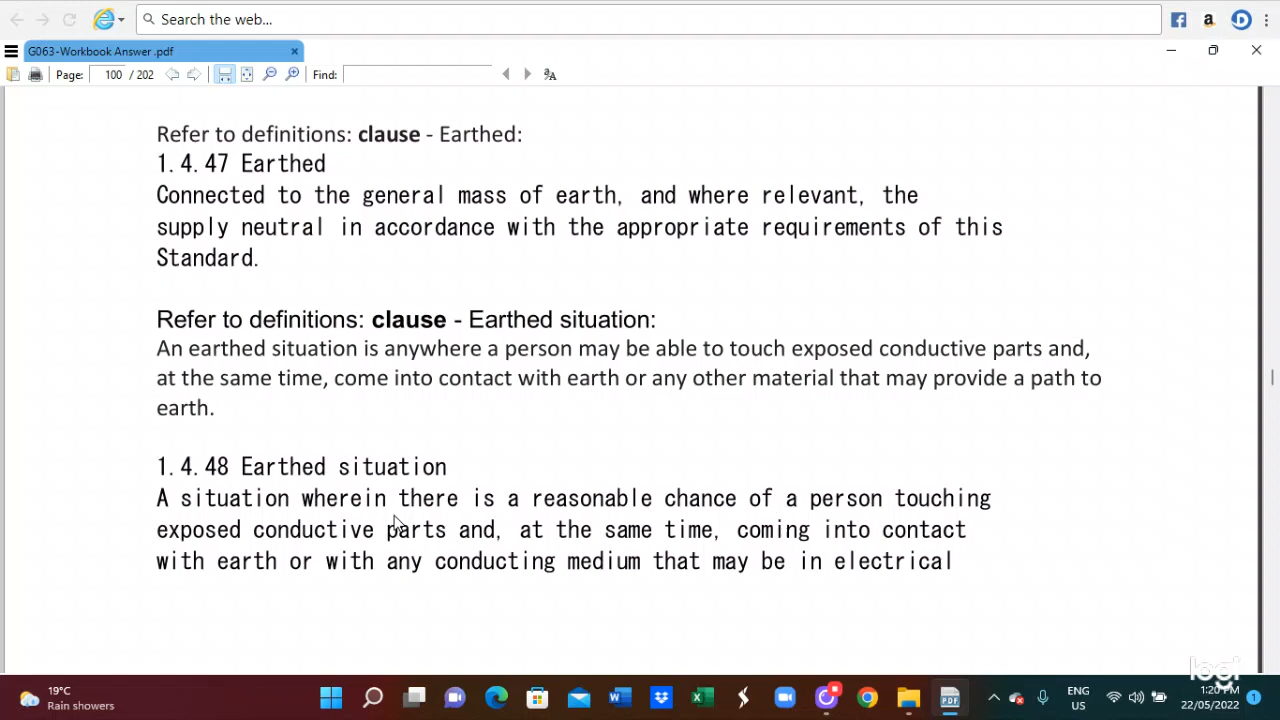 Search the web...
G063-Workbook Answer .pdf
Page: 100 / 202 Find:
Refer to definitions: clause - Earthed:
1.4.47 Earthed
Connected to the general mass of earth, and where relevant, the
supply neutral in accordance with the appropriate requirements of this
Standard.
Refer to definitions: clause - Earthed situation:
An earthed situation is anywhere a person may be able to touch exposed conductive parts and,
at the same time, come into contact with earth or any other material that may provide a path to
earth.
1.4.48 Earthed situation
A situation wherein there is a reasonable chance of a person touching
exposed conductive parts and, at the same time, coming into contact
with earth or with any conducting medium that may be in electrical
logi
19°C
Rain showers
ENG
US
1:20 PM
22/05/2022